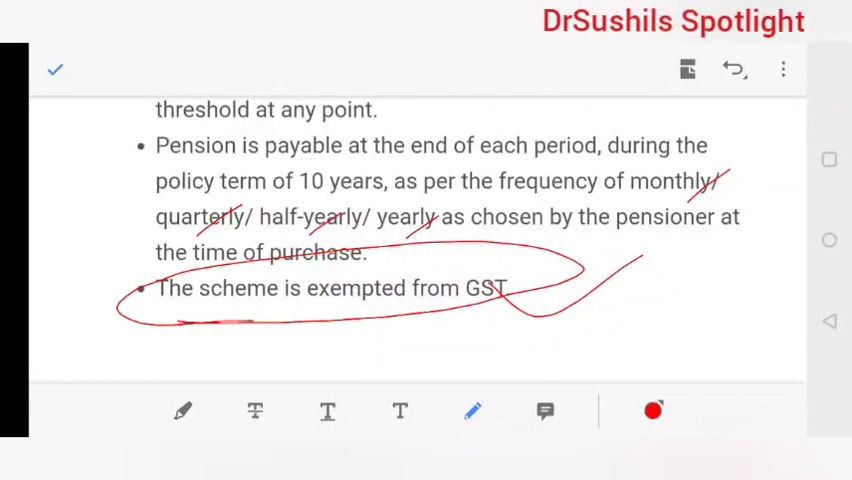 DrSushils Spotlight
threshold at any point.
• Pension is payable at the end of each period, during the
policy term of 10 years, as per the frequency of monthly/
quarterly/ half-yearly/ yearly as chosen by the pensioner at
the time of purchase.
• The scheme is exempted from GST.
T T T